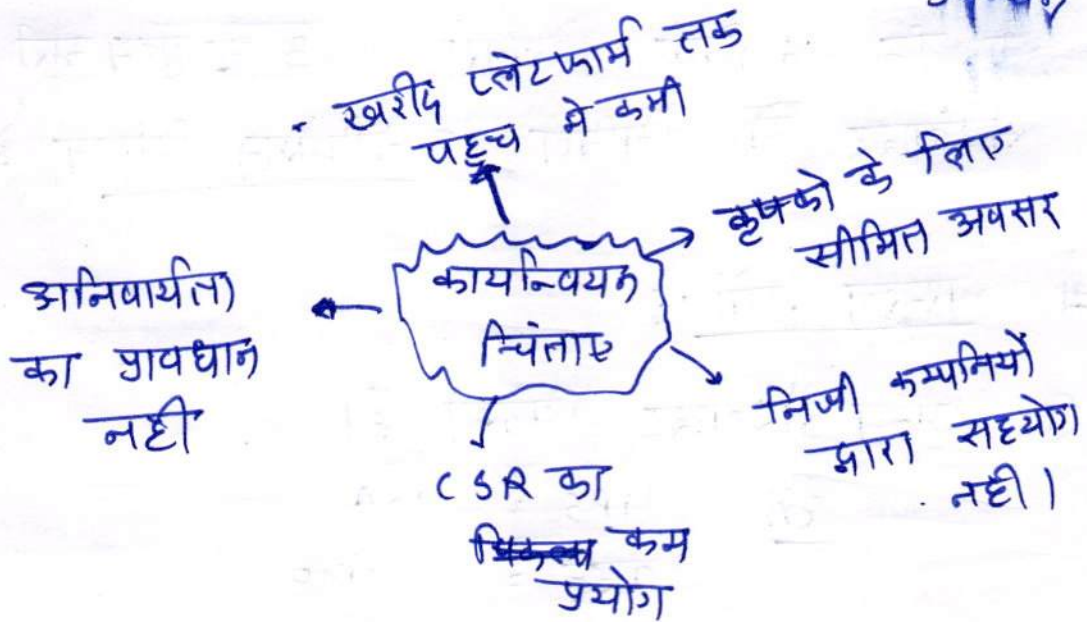 खरीद प्लेटफार्म तक
पहुच मे कमी
कृषको के लिए
सीमित अवसर
कार्यान्वयन
चिंताए
अनिवार्यता
का प्रावधान
नही
निजी कम्पनियों
द्वारा सहयोग
नही।
CSR का
कम
प्रयोग